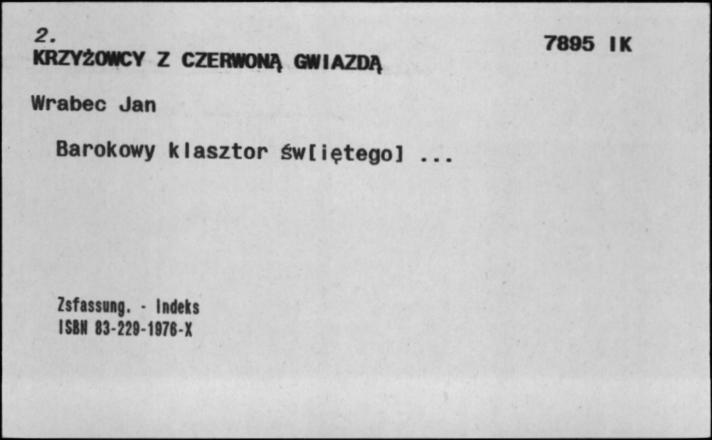 2.
KRZYŻOWCY Z CZERWONĄ GWIAZDĄ 7895 IK
Wrabec Jan
Barokowy klasztor św[iętego] ...
Zsfassung. - Indeks
ISBN 83-229-1976-X